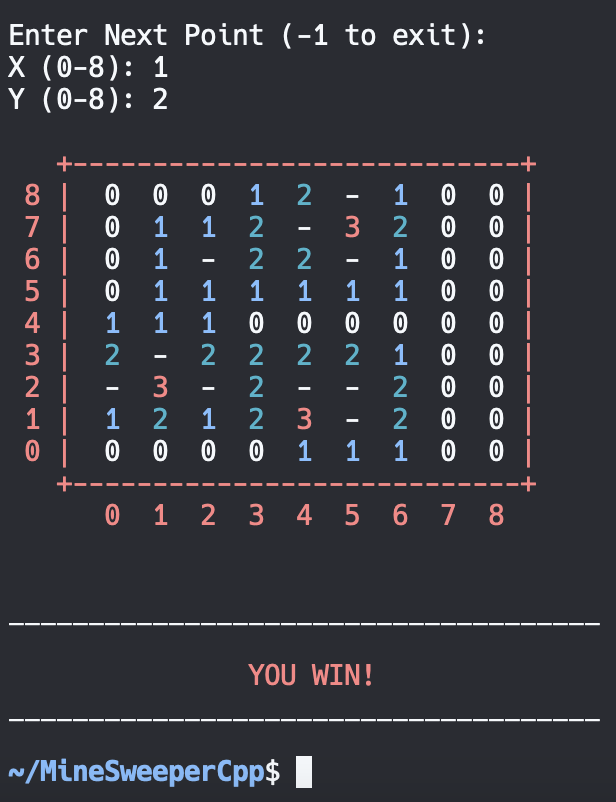 Enter Next Point (-1 to exit):
X (0-8): 1
Y (0-8): 2
+-----------------------------+
8 | 0 0 0 1 2 - 1 0 0 |
7 | 0 1 1 2 - 3 2 0 0 |
6 | 0 1 - 2 2 - 1 0 0 |
5 | 0 1 1 1 1 1 1 0 0 |
4 | 1 1 1 0 0 0 0 0 0 |
3 | 2 - 2 2 2 2 1 0 0 |
2 | - 3 - 2 - - 2 0 0 |
1 | 1 2 1 2 3 - 2 0 0 |
0 | 0 0 0 0 1 1 1 0 0 |
+-----------------------------+
0 1 2 3 4 5 6 7 8
_____________________________________
YOU WIN!
_____________________________________
~/MineSweeperCpp$